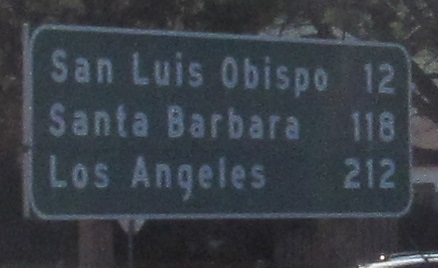 San Luis Obispo 12
Santa Barbara 118
Los Angeles 212